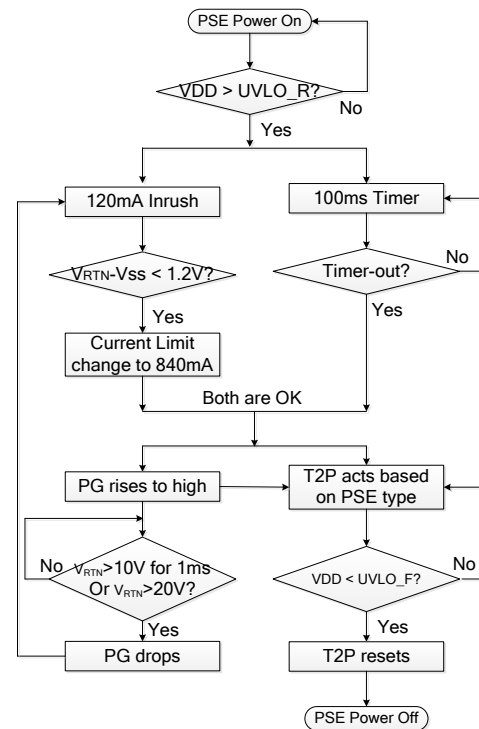 PSE Power On
VDD > UVLO_R?
No
Yes
120mA Inrush
100ms Timer
VRTN-Vss < 1.2V?
Timer-out?
No
Yes
Yes
Current Limit
change to 840mA
Both are OK
PG rises to high
T2P acts based
on PSE type
No
VRTN>10V for 1ms
Or VRTN>20V?
VDD < UVLO_F?
No
Yes
Yes
PG drops
T2P resets
PSE Power Off